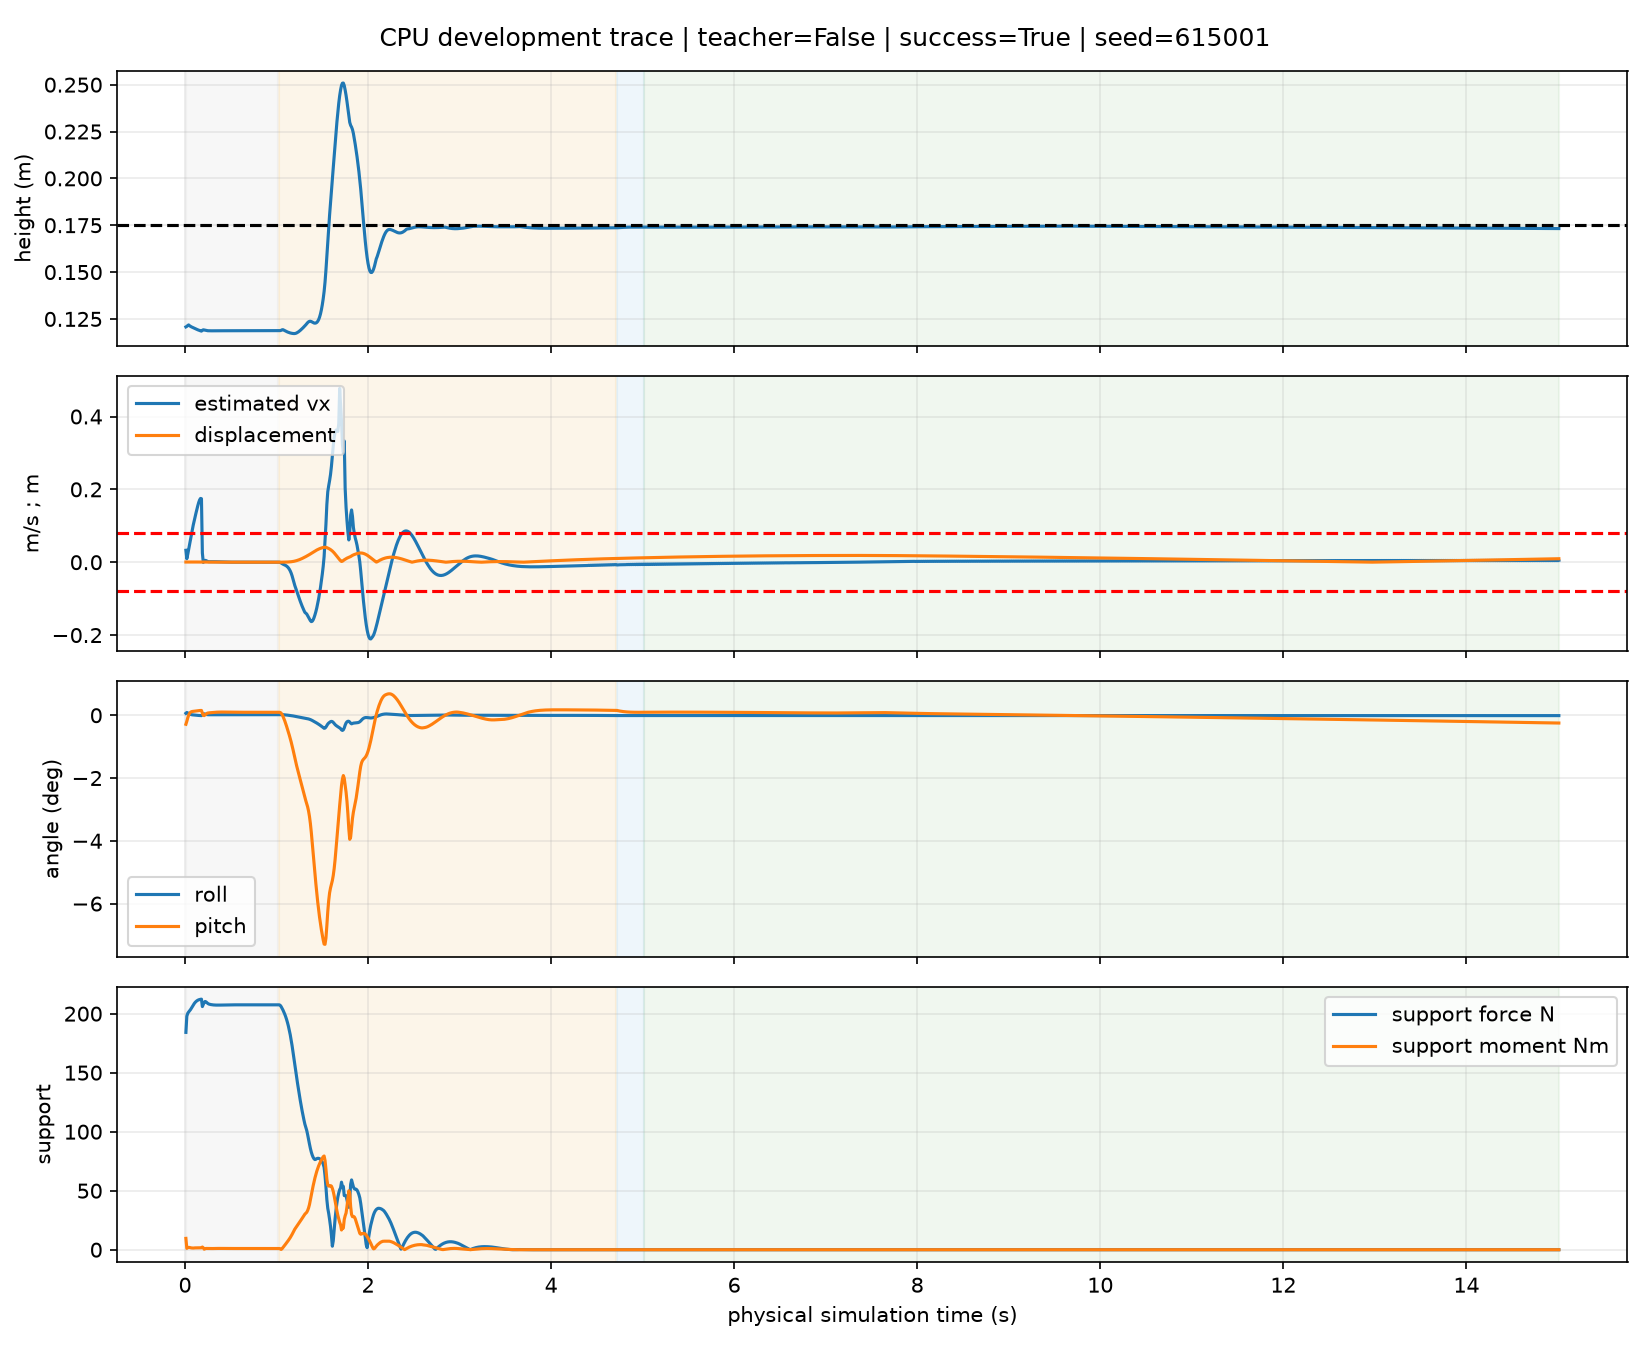 CPU development trace | teacher=False | success=True | seed=615001
height (m)
0.250
0.225
0.200
0.175
0.150
0.125
m/s ; m
0.4
0.2
0.0
−0.2
estimated vx
displacement
angle (deg)
0
−2
−4
−6
roll
pitch
support
200
150
100
50
0
support force N
support moment Nm
0 2 4 6 8 10 12 14
physical simulation time (s)